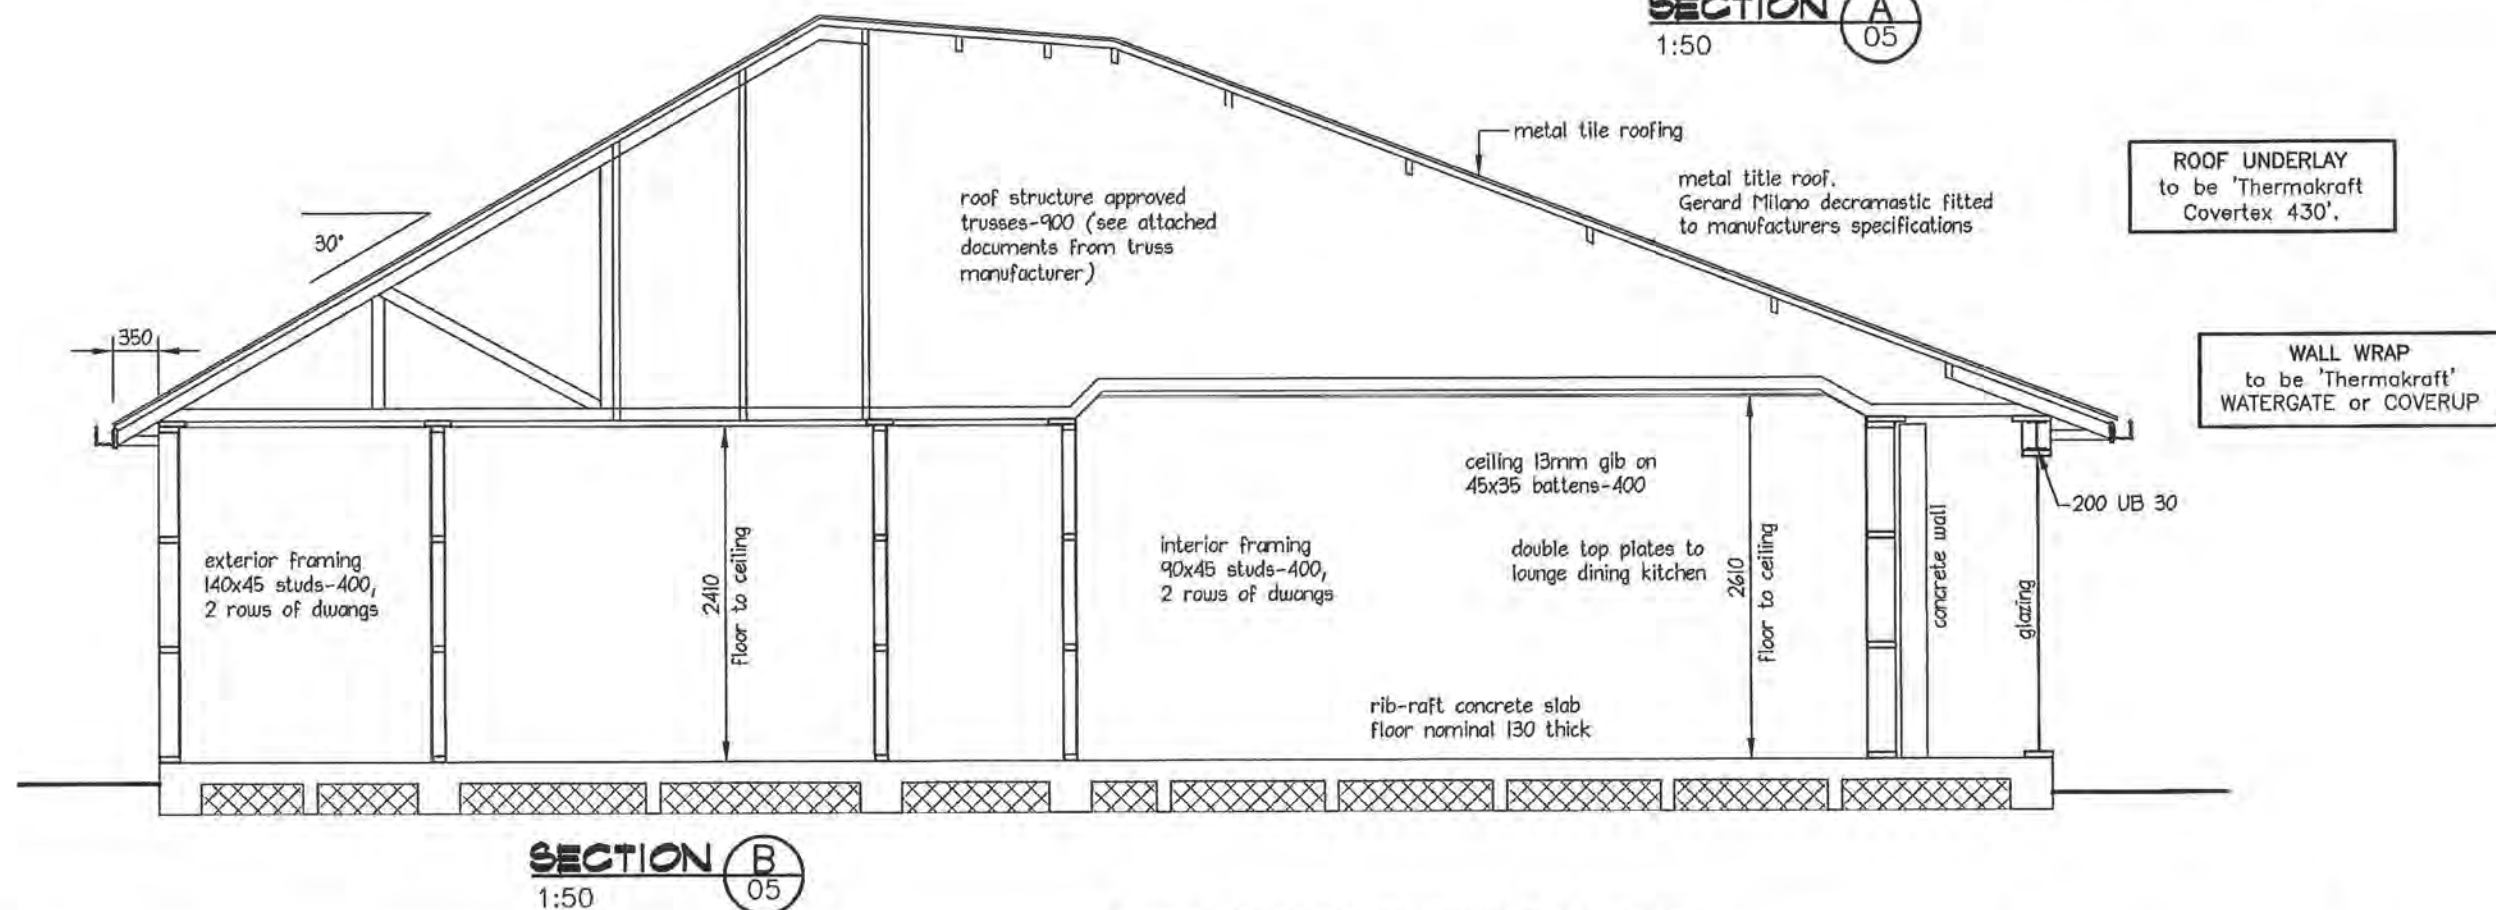 SECTION A
1:50 05
metal tile roofing
ROOF UNDERLAY
to be 'Thermakraft
Covertex 430'.
metal title roof.
Gerard Milano decramastic fitted
to manufacturers specifications
roof structure approved
trusses-900 (see attached
documents from truss
manufacturer)
30°
350
WALL WRAP
to be 'Thermakraft'
WATERGATE or COVERUP
ceiling 13mm gib on
45x35 battens-400
200 UB 30
exterior framing
140x45 studs-400,
2 rows of dwangs
2410
floor to ceiling
interior framing
90x45 studs-400,
2 rows of dwangs
double top plates to
lounge dining kitchen
2610
floor to ceiling
concrete wall
glazing
rib-raft concrete slab
floor nominal 130 thick
SECTION B
1:50 05